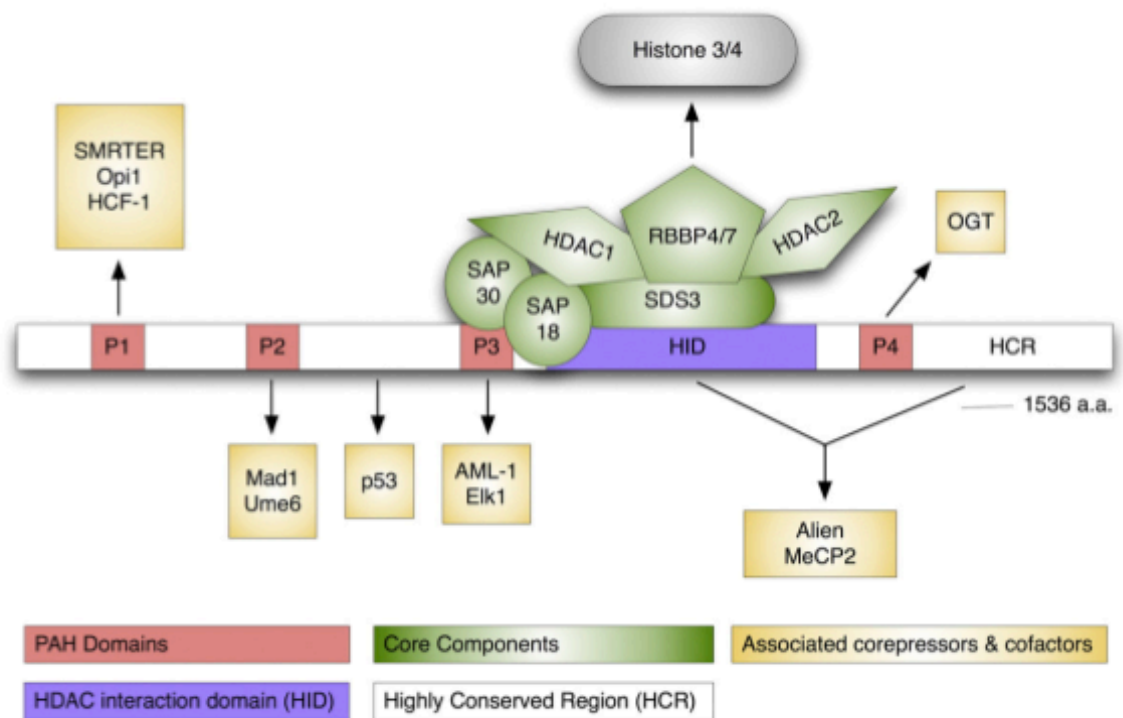 Histone 3/4
SMRTER
Opi1
HCF-1
HDAC1
RBBP4/7
HDAC2
OGT
SAP
30
SAP
18
SDS3
P1
P2
P3
HID
P4
HCR
1536 a.a.
Mad1
Ume6
p53
AML-1
Elk1
Alien
MeCP2
PAH Domains
Core Components
Associated corepressors & cofactors
HDAC interaction domain (HID)
Highly Conserved Region (HCR)